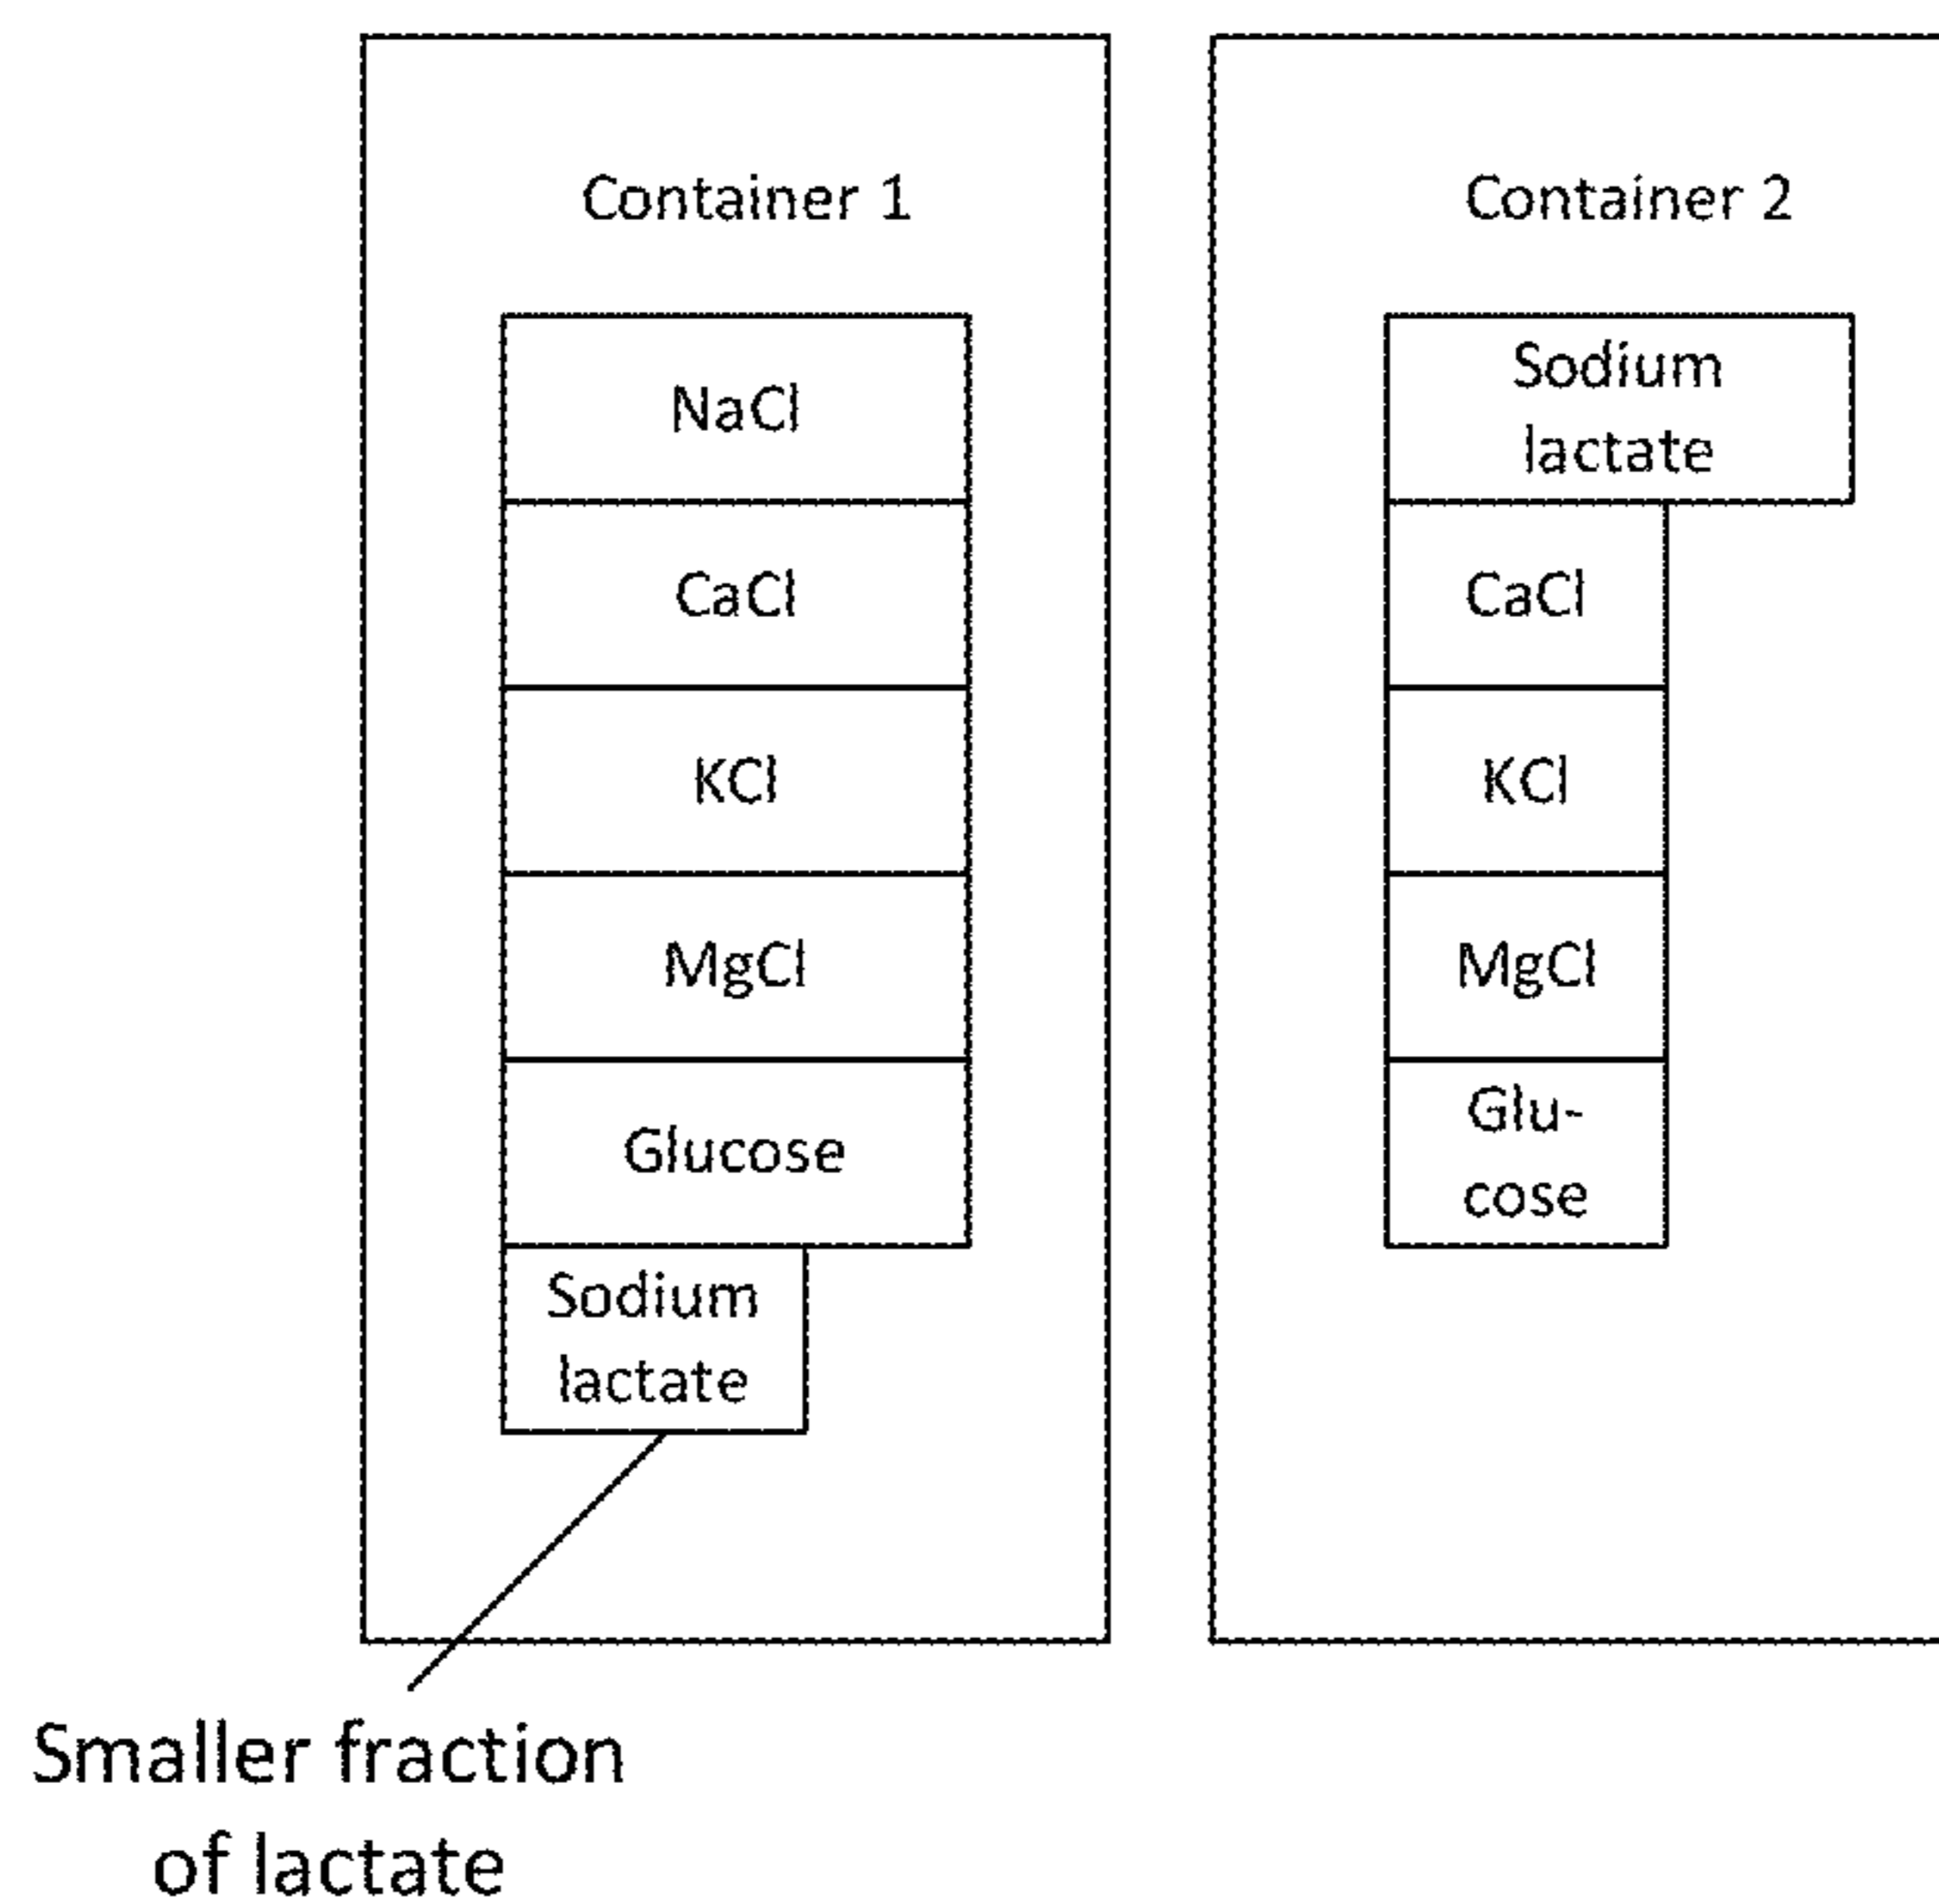 Container 1
NaCl
CaCl
KCl
MgCl
Glucose
Sodium
lactate
Smaller fraction
of lactate
Container 2
Sodium
lactate
CaCl
KCl
MgCl
Glu-
cose